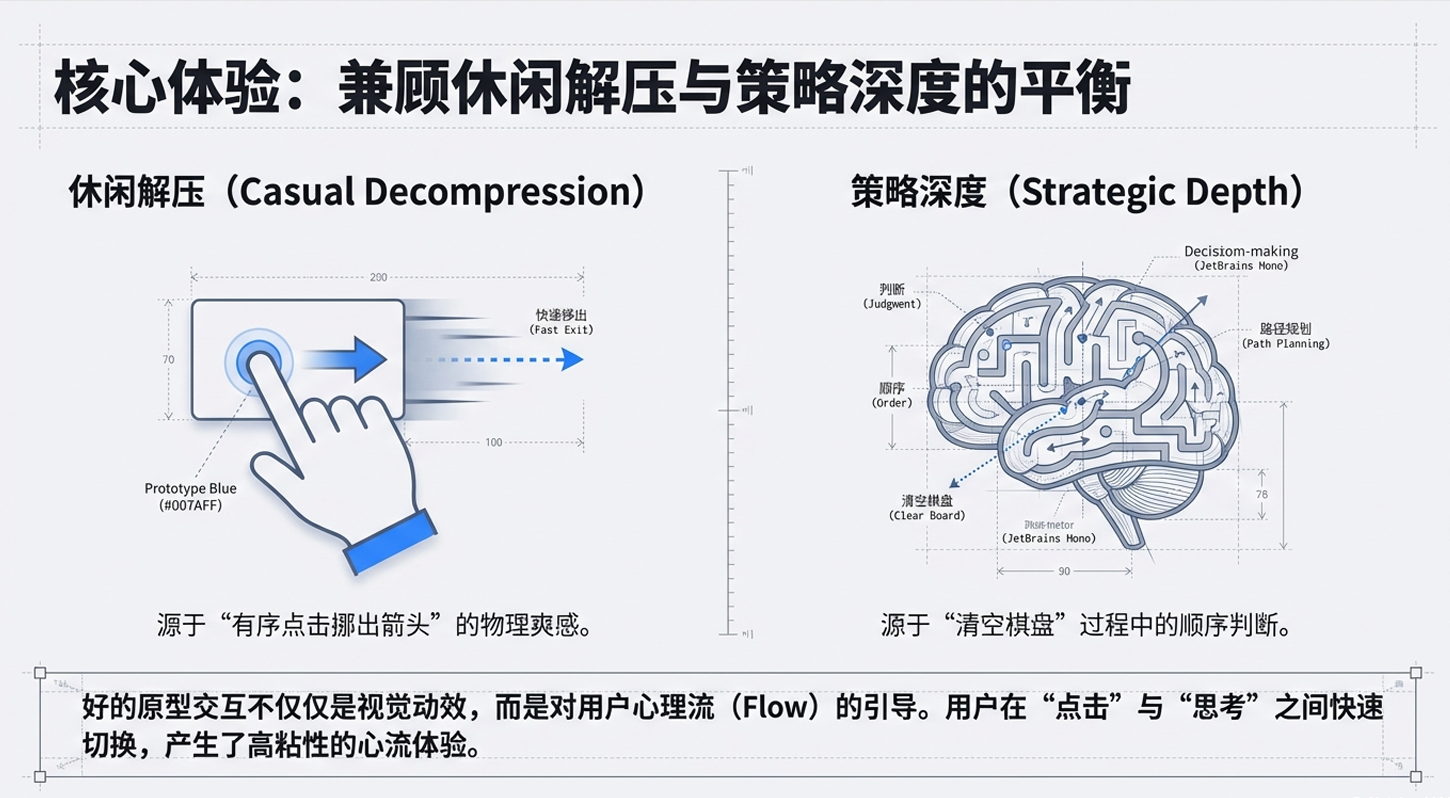 核心体验：兼顾休闲解压与策略深度的平衡
休闲解压（Casual Decompression）
200
70
(Fast Exit)
100
Prototype Blue
(#007AFF)
源于“有序点击挪出箭头”的物理爽感。
策略深度（Strategic Depth）
Decisiom-making
(JetBrains Mono)
判断
(Judgwent)
路径规划
(Path Planning)
顺序
(Order)
清空棋盘
(Clear Board)
(JetBrains Mono)
76
90
源于“清空棋盘”过程中的顺序判断。
好的原型交互不仅仅是视觉动效，而是对用户心理流（Flow）的引导。用户在“点击”与“思考”之间快速
切换，产生了高粘性的心流体验。